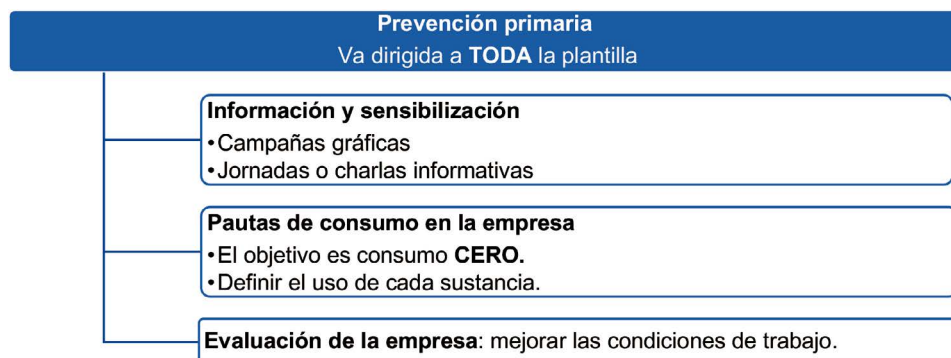 Prevención primaria
Va dirigida a TODA la plantilla
Información y sensibilización
•Campañas gráficas
•Jornadas o charlas informativas
Pautas de consumo en la empresa
•El objetivo es consumo CERO.
•Definir el uso de cada sustancia.
Evaluación de la empresa: mejorar las condiciones de trabajo.